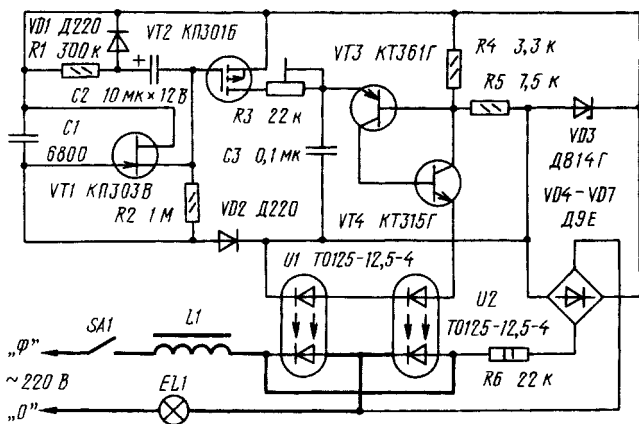 VD1 Д220
R1 300 к
VT2 КП301Б
C2 10 мк × 12 В
C1
6800
VT1 КП303В
R2 1 М
VD2 Д220
R3 22 к
C3 0,1 мк
VT3 КТ361Г
VT4 КТ315Г
R4 3,3 к
R5 7,5 к
VD3
Д814Г
VD4–VD7
Д9Е
U1 ТО125-12,5-4
U2
ТО125-12,5-4
R6 22 к
„Ф"
SA1
L1
~220 В
EL1
„0"